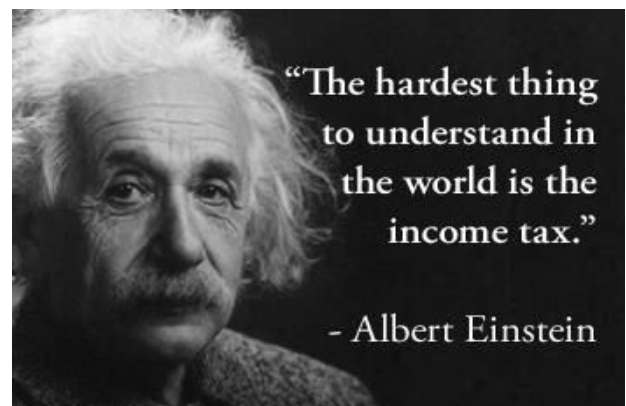 “The hardest thing
to understand in
the world is the
income tax.”
- Albert Einstein